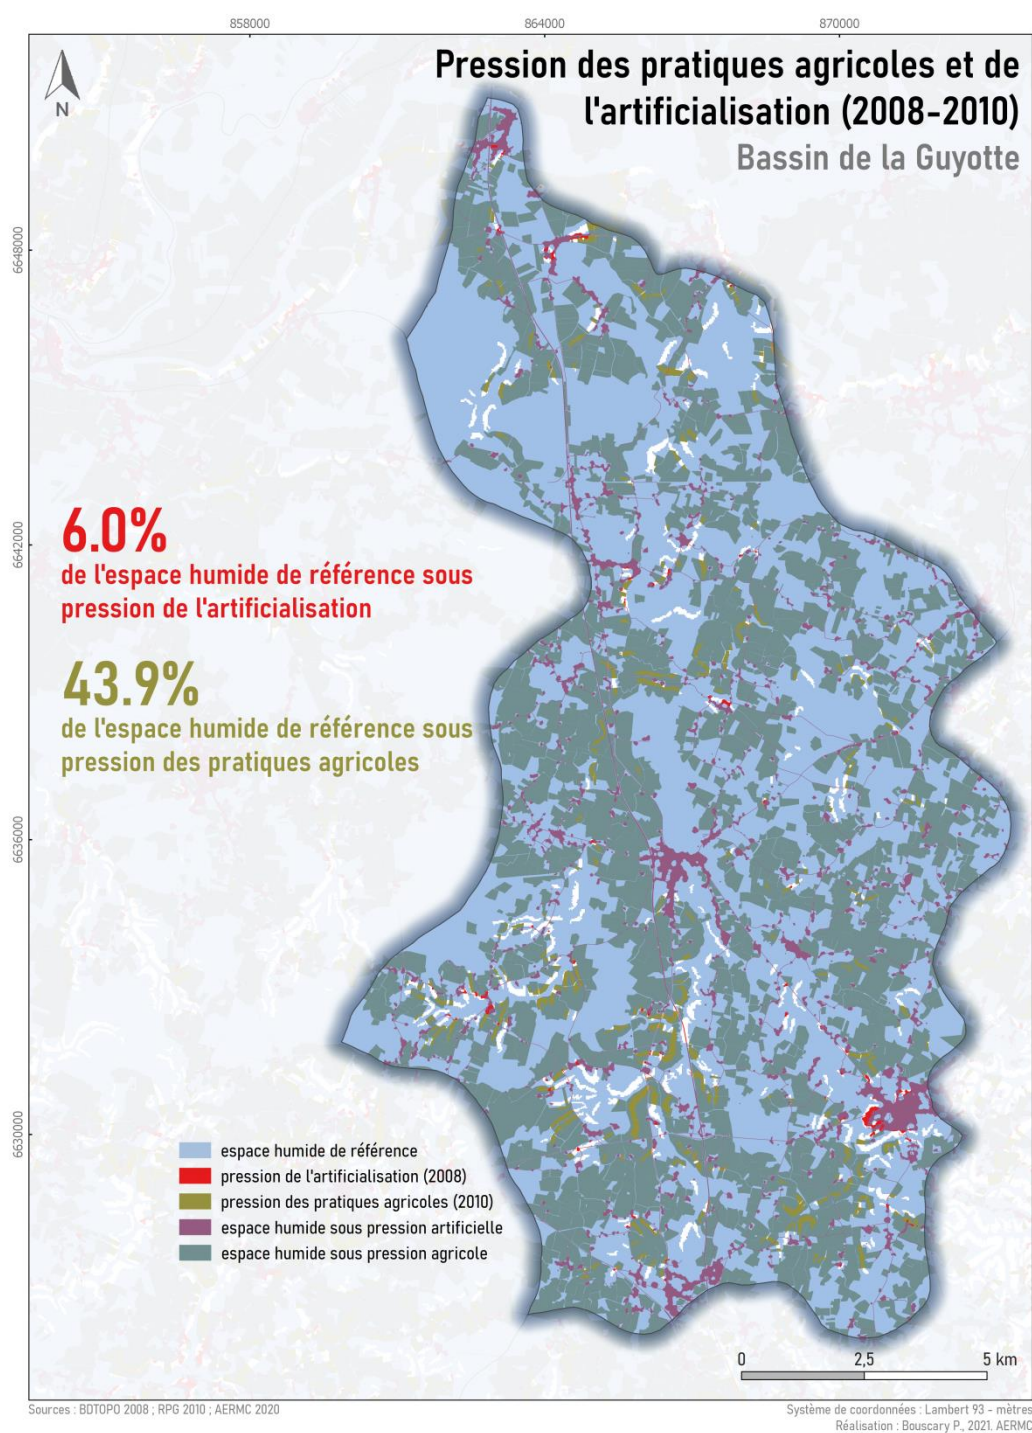 858000
864000
870000
Pression des pratiques agricoles et de
l'artificialisation (2008-2010)
Bassin de la Guyotte
N
6648000
6642000
6636000
6630000
6.0%
de l'espace humide de référence sous
pression de l'artificialisation
43.9%
de l'espace humide de référence sous
pression des pratiques agricoles
espace humide de référence
pression de l'artificialisation (2008)
pression des pratiques agricoles (2010)
espace humide sous pression artificielle
espace humide sous pression agricole
0 2,5 5 km
Sources : BDTOPO 2008 ; RPG 2010 ; AERMC 2020
Système de coordonnées : Lambert 93 - mètres
Réalisation : Bouscary P., 2021. AERMC